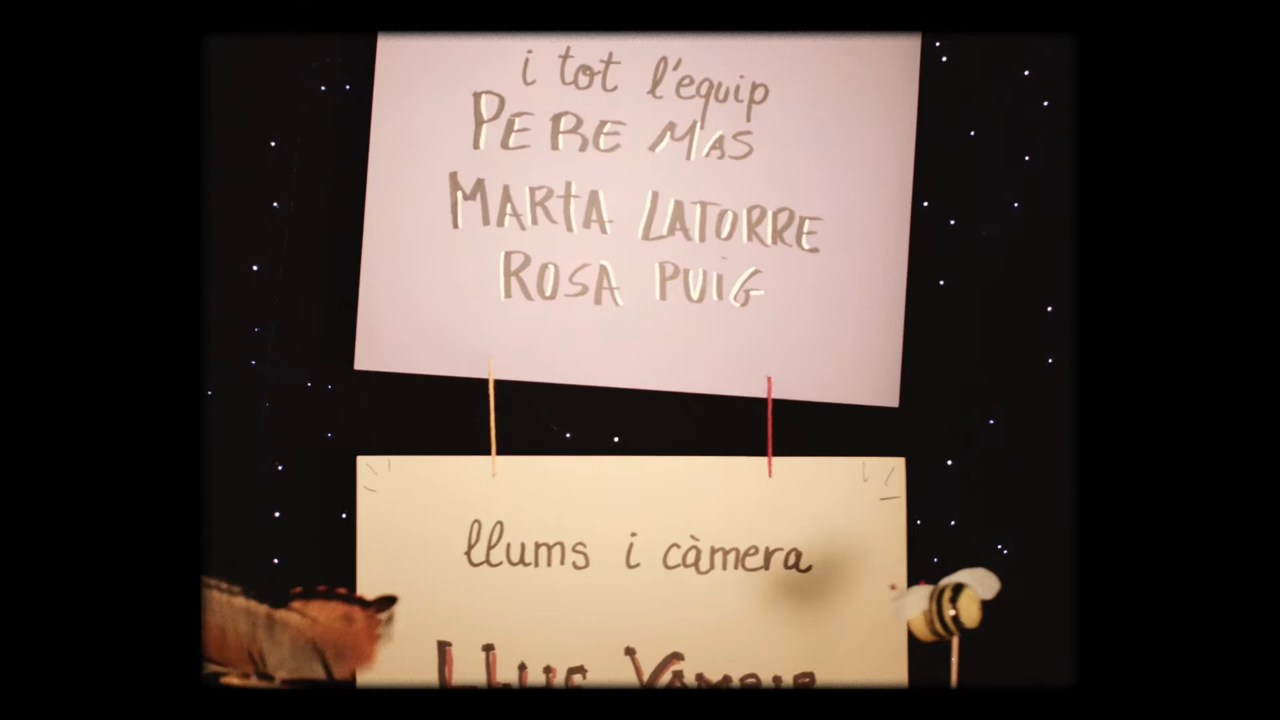 i tot l'equip
PERE MAS
MARTA LATORRE
ROSA PUiG
llums i càmera